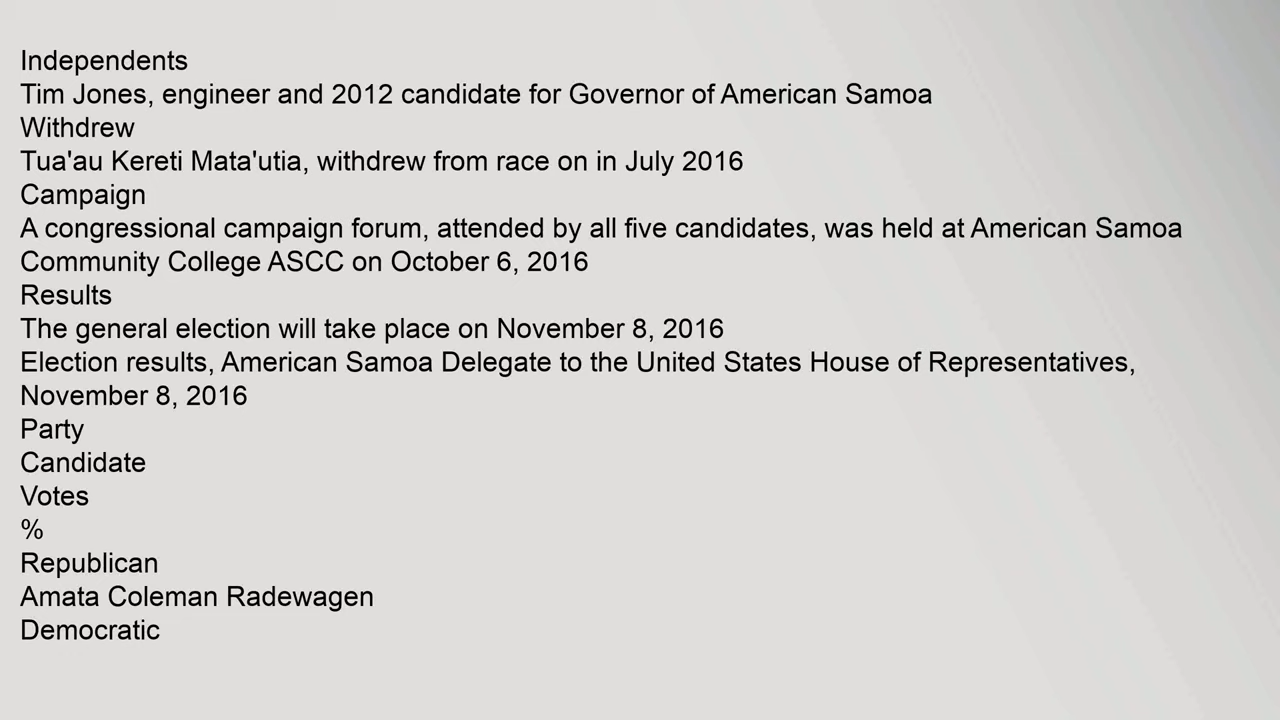 Independents
Tim Jones, engineer and 2012 candidate for Governor of American Samoa
Withdrew
Tua'au Kereti Mata'utia, withdrew from race on in July 2016
Campaign
A congressional campaign forum, attended by all five candidates, was held at American Samoa
Community College ASCC on October 6, 2016
Results
The general election will take place on November 8, 2016
Election results, American Samoa Delegate to the United States House of Representatives,
November 8, 2016
Party
Candidate
Votes
%
Republican
Amata Coleman Radewagen
Democratic